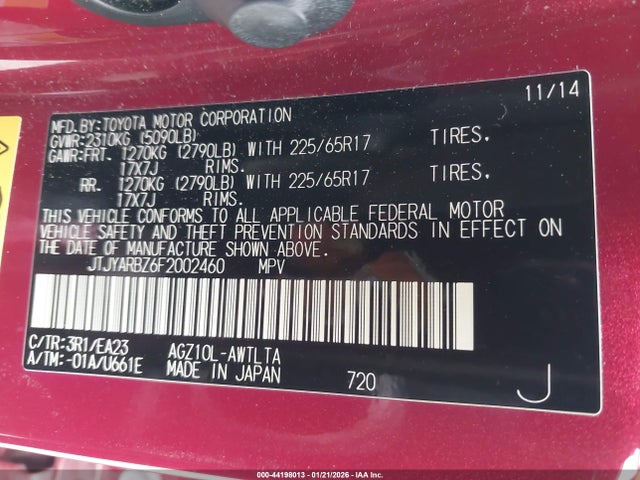 11/14
MFD.BY:TOYOTA MOTOR CORPORATION
GVWR:2310KG (5090LB)
GAWR:FRT. 1270KG (2790LB) WITH 225/65R17 TIRES.
17X7J RIMS.
RR. 1270KG (2790LB) WITH 225/65R17 TIRES,
17X7J RIMS.
THIS VEHICLE CONFORMS TO ALL APPLICABLE FEDERAL MOTOR
VEHICLE SAFETY AND THEFT PREVENTION STANDARDS IN EFFECT ON
THE DATE OF MANUFACTURE SHOWN ABOVE.
JTJYARBZ6F2002460 MPV
C/TR:3R1/EA23 AGZ10L-AWTLTA
A/TM:-01A/U661E MADE IN JAPAN 720 J
000-44198013 - 01/21/2026 - IAA Inc.